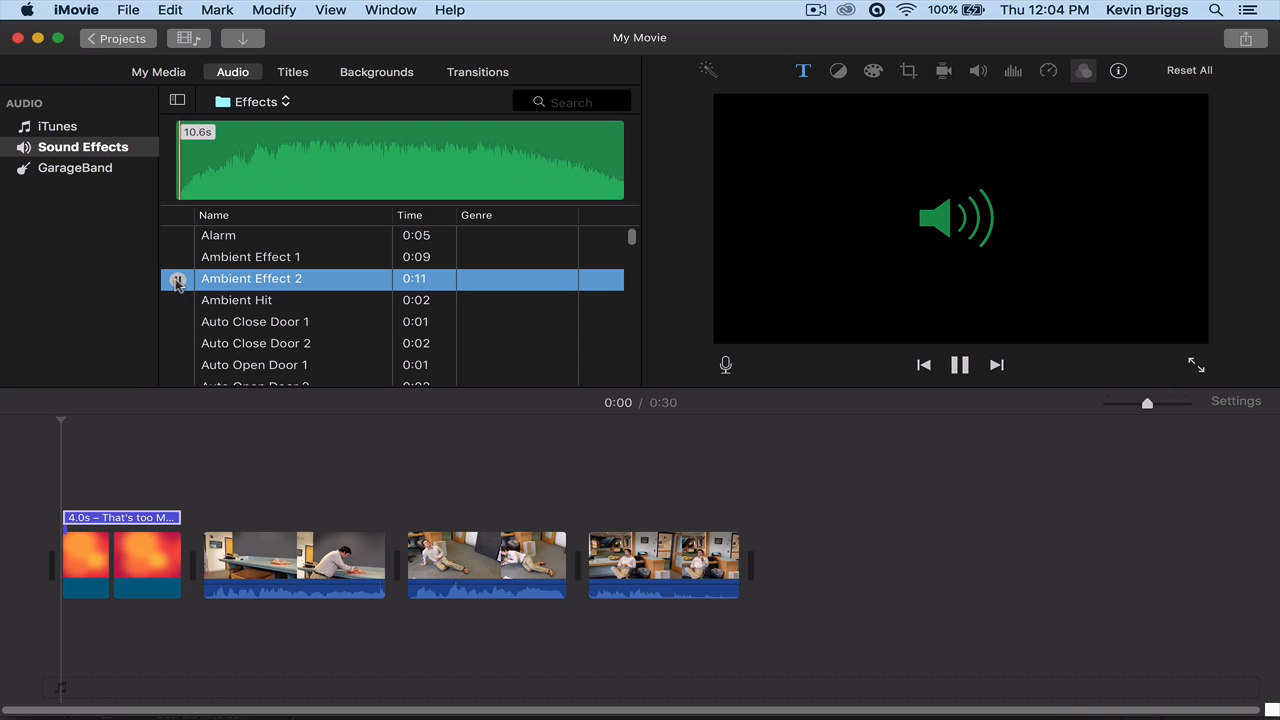 iMovie File Edit Mark Modify View Window Help 100% Thu 12:04 PM Kevin Briggs
Projects My Movie
My Media Audio Titles Backgrounds Transitions T Reset All
AUDIO Effects Search
iTunes
Sound Effects
GarageBand
10.6s
Name Time Genre
Alarm 0:05
Ambient Effect 1 0:09
Ambient Effect 2 0:11
Ambient Hit 0:02
Auto Close Door 1 0:01
Auto Close Door 2 0:02
Auto Open Door 1 0:01
0:00 / 0:30 Settings
4.0s – That's too M...